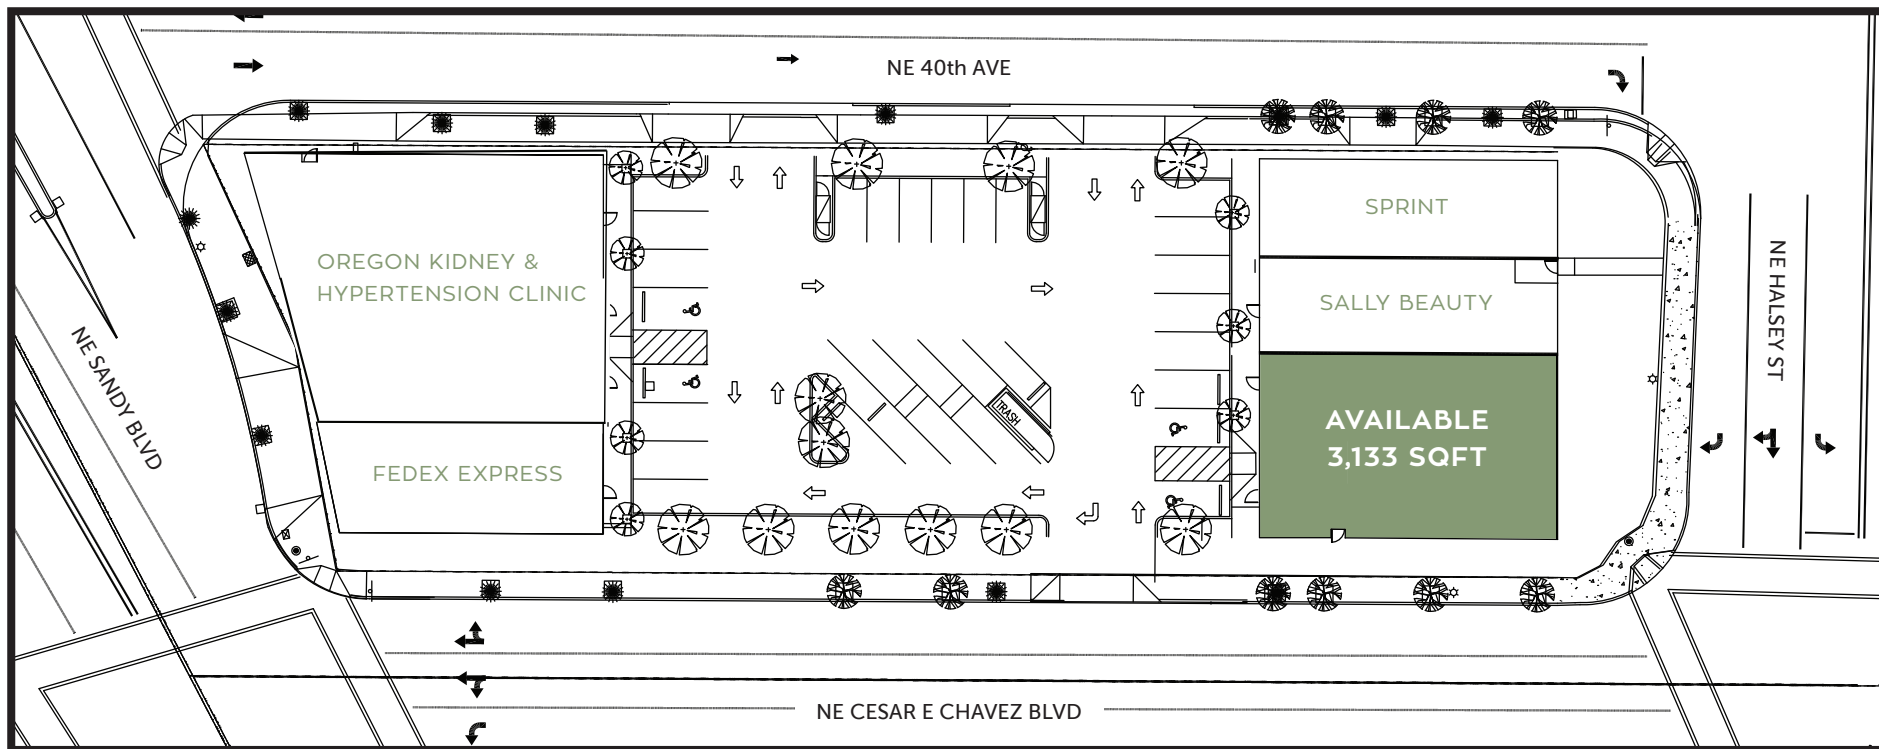 NE 40th AVE
SPRINT
OREGON KIDNEY &
HYPERTENSION CLINIC
SALLY BEAUTY
NE HALSEY ST
NE SANDY BLVD
TRASH
AVAILABLE
3,133 SQFT
FEDEX EXPRESS
NE CESAR E CHAVEZ BLVD